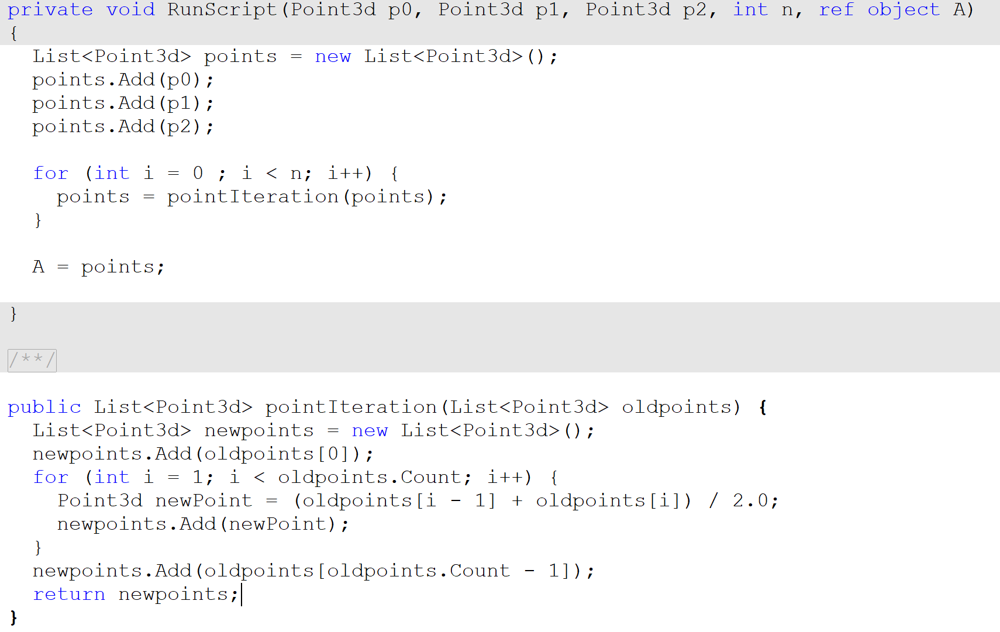 private void RunScript(Point3d p0, Point3d p1, Point3d p2, int n, ref object A)
{
  List<Point3d> points = new List<Point3d>();
  points.Add(p0);
  points.Add(p1);
  points.Add(p2);

  for (int i = 0 ; i < n; i++) {
    points = pointIteration(points);
  }

  A = points;

}

/**/

public List<Point3d> pointIteration(List<Point3d> oldpoints) {
  List<Point3d> newpoints = new List<Point3d>();
  newpoints.Add(oldpoints[0]);
  for (int i = 1; i < oldpoints.Count; i++) {
    Point3d newPoint = (oldpoints[i - 1] + oldpoints[i]) / 2.0;
    newpoints.Add(newPoint);
  }
  newpoints.Add(oldpoints[oldpoints.Count - 1]);
  return newpoints;
}